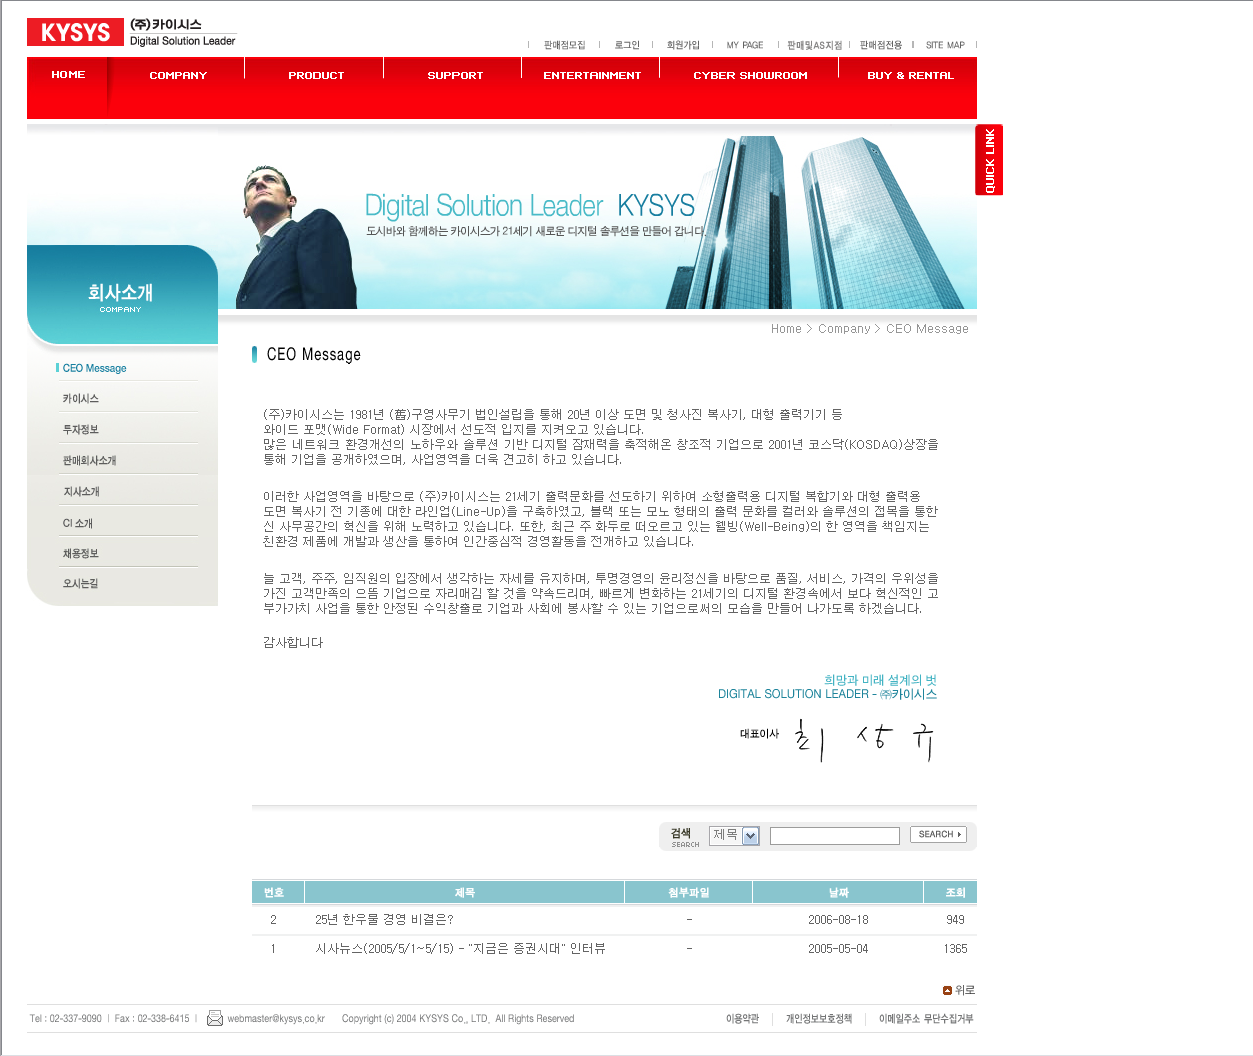 KYSYS (주)카이시스
Digital Solution Leader
판매점모집 로그인 회원가입 MY PAGE 판매및AS지점 판매점전용 SITE MAP
HOME COMPANY PRODUCT SUPPORT ENTERTAINMENT CYBER SHOWROOM BUY & RENTAL
QUICK LINK
Digital Solution Leader KYSYS
도시바와 함께하는 카이시스가 21세기 새로운 디지털 솔루션을 만들어 갑니다.
회사소개
COMPANY
CEO Message
카이시스
투자정보
판매회사소개
지사소개
CI 소개
채용정보
오시는길
Home > Company > CEO Message
CEO Message
(주)카이시스는 1981년 (舊)구영사무기 법인설립을 통해 20년 이상 도면 및 청사진 복사기, 대형 출력기기 등
와이드 포맷(Wide Format) 시장에서 선도적 입지를 지켜오고 있습니다.
많은 네트워크 환경개선의 노하우와 솔루션 기반 디지털 잠재력을 축적해온 창조적 기업으로 2001년 코스닥(KOSDAQ)상장을
통해 기업을 공개하였으며, 사업영역을 더욱 견고히 하고 있습니다.
이러한 사업영역을 바탕으로 (주)카이시스는 21세기 출력문화를 선도하기 위하여 소형출력용 디지털 복합기와 대형 출력용
도면 복사기 전 기종에 대한 라인업(Line-Up)을 구축하였고, 블랙 또는 모노 형태의 출력 문화를 컬러와 솔루션의 접목을 통한
신 사무공간의 혁신을 위해 노력하고 있습니다. 또한, 최근 주 화두로 떠오르고 있는 웰빙(Well-Being)의 한 영역을 책임지는
친환경 제품에 개발과 생산을 통하여 인간중심적 경영활동을 전개하고 있습니다.
늘 고객, 주주, 임직원의 입장에서 생각하는 자세를 유지하며, 투명경영의 윤리정신을 바탕으로 품질, 서비스, 가격의 우위성을
가진 고객만족의 으뜸 기업으로 자리매김 할 것을 약속드리며, 빠르게 변화하는 21세기의 디지털 환경속에서 보다 혁신적인 고
부가가치 사업을 통한 안정된 수익창출로 기업과 사회에 봉사할 수 있는 기업으로써의 모습을 만들어 나가도록 하겠습니다.
감사합니다
희망과 미래 설계의 벗
DIGITAL SOLUTION LEADER - ㈜카이시스
대표이사 최 상 규
검색 SEARCH 제목 SEARCH
번호 제목 첨부파일 날짜 조회
2 25년 한우물 경영 비결은? - 2006-08-18 949
1 시사뉴스(2005/5/1~5/15) - "지금은 증권시대" 인터뷰 - 2005-05-04 1365
위로
Tel : 02-337-9090 | Fax : 02-338-6415 | webmaster@kysys.co.kr Copyright (c) 2004 KYSYS Co., LTD. All Rights Reserved 이용약관 개인정보보호정책 이메일주소 무단수집거부